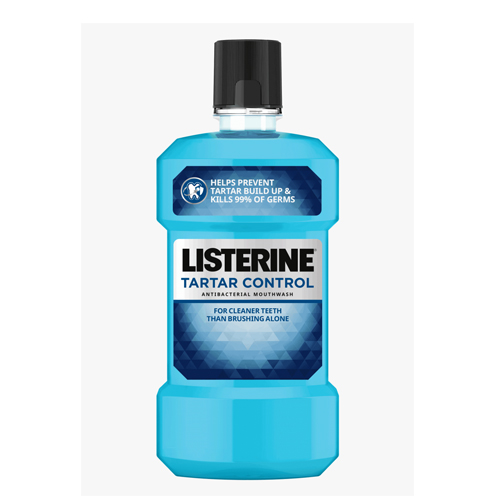 HELPS PREVENT
TARTAR BUILD UP &
KILLS 99% OF GERMS
LISTERINE®
TARTAR CONTROL
ANTIBACTERIAL MOUTHWASH
FOR CLEANER TEETH
THAN BRUSHING ALONE